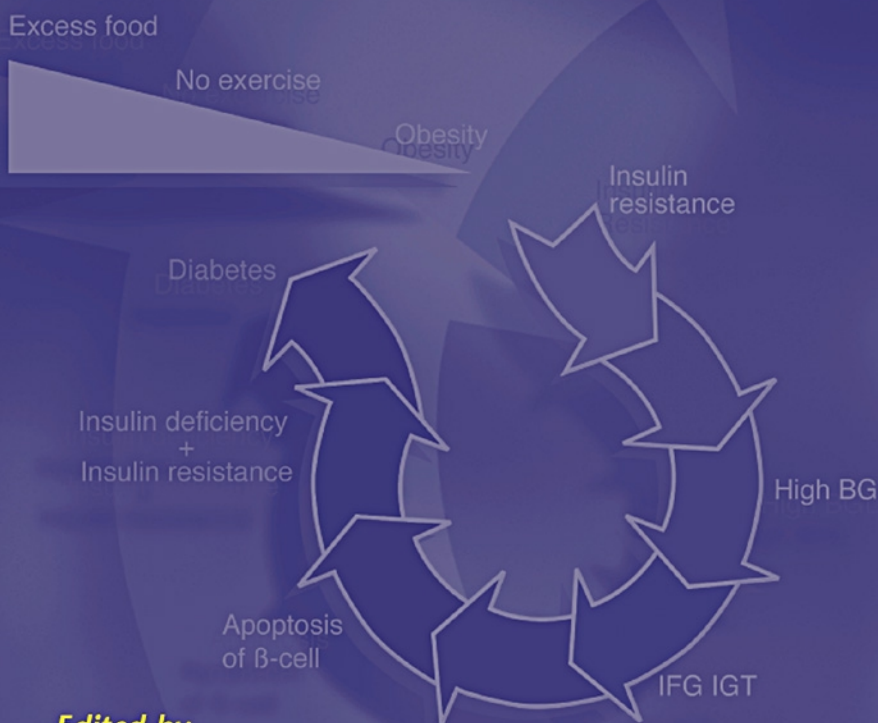 Excess food
No exercise
Obesity
Insulin
resistance
Diabetes
Insulin deficiency
+
Insulin resistance
High BG
Apoptosis
of ß-cell
IFG IGT
Edited by